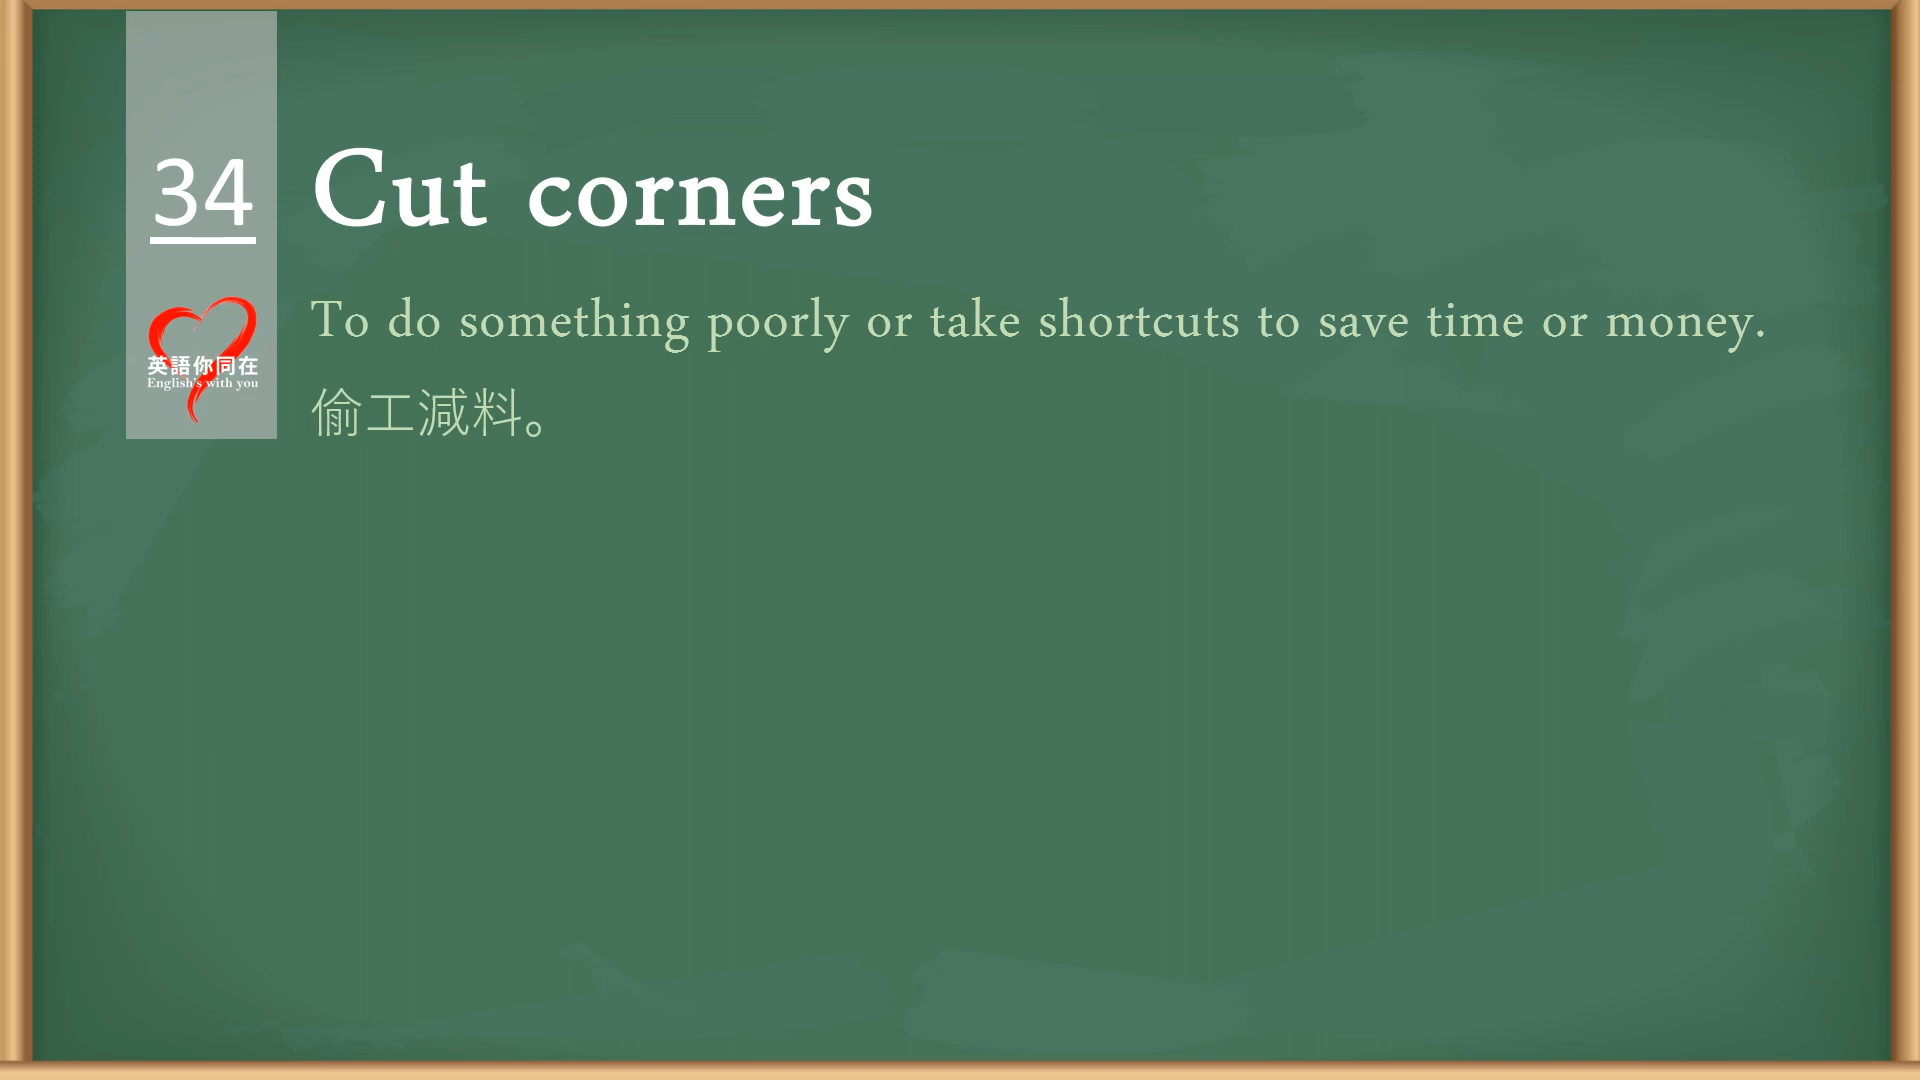 34
Cut corners
英語你同在
English's with you
To do something poorly or take shortcuts to save time or money.
偷工減料。